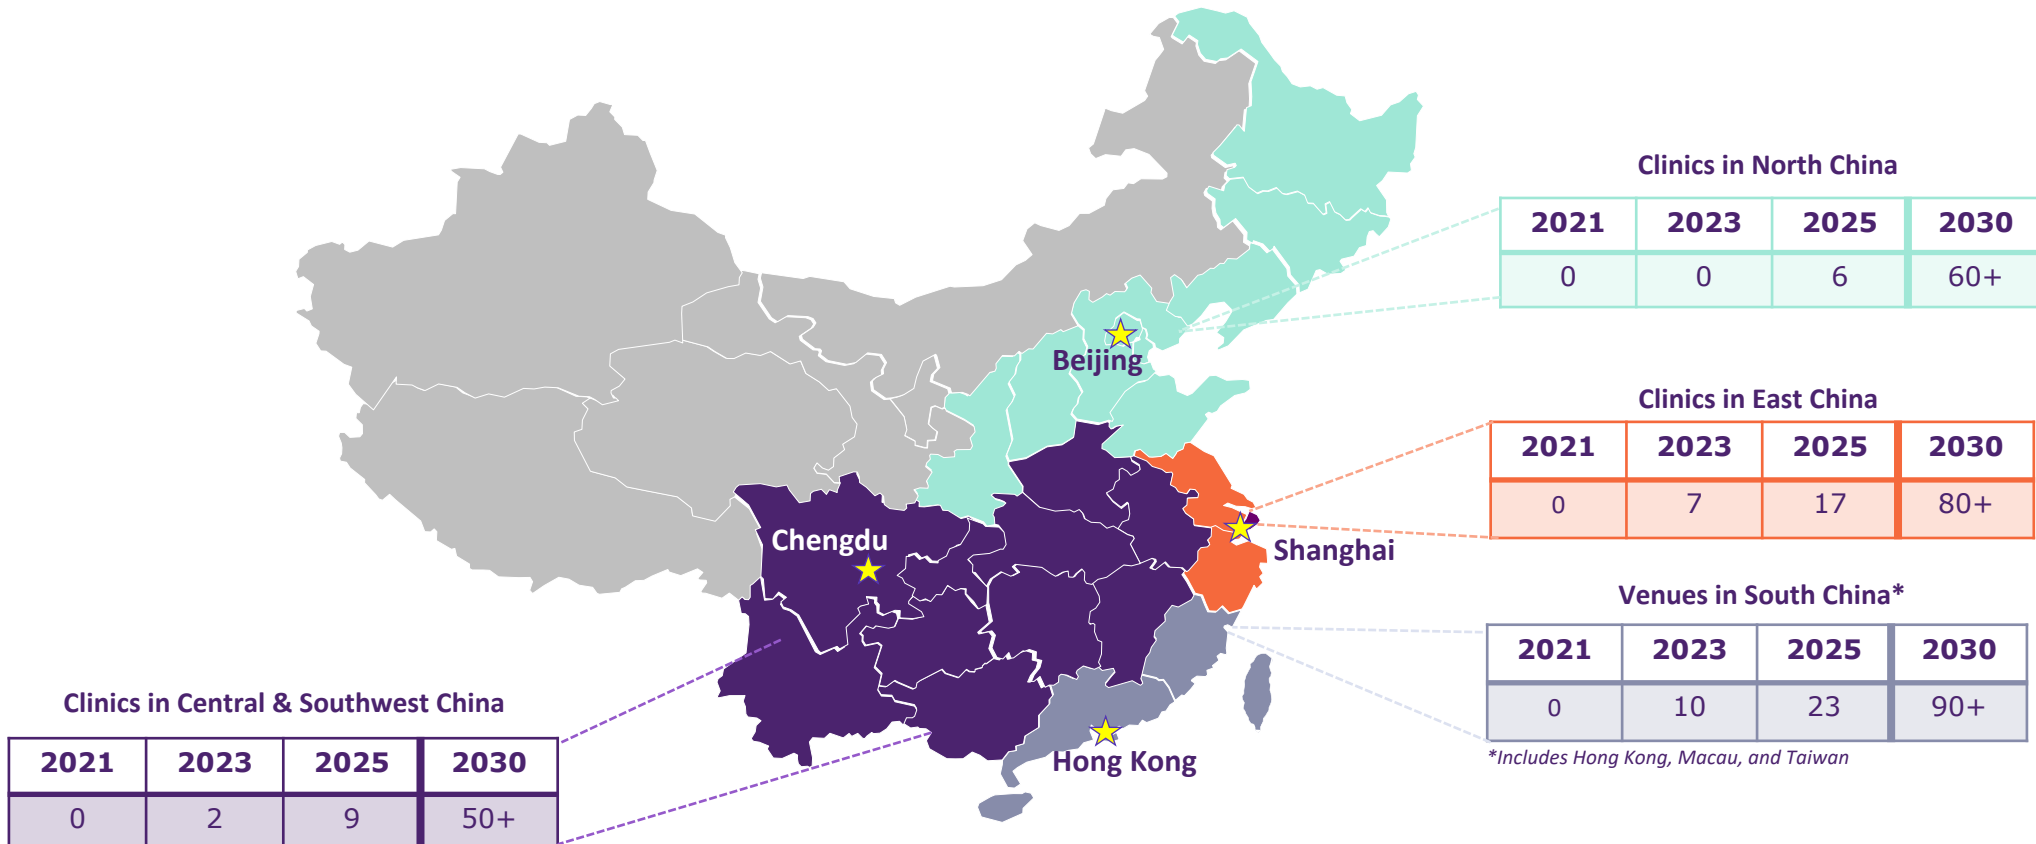 Clinics in North China
2021 2023 2025 2030
0 0 6 60+
Beijing
Clinics in East China
2021 2023 2025 2030
0 7 17 80+
Chengdu
Shanghai
Venues in South China*
2021 2023 2025 2030
0 10 23 90+
*Includes Hong Kong, Macau, and Taiwan
Hong Kong
Clinics in Central & Southwest China
2021 2023 2025 2030
0 2 9 50+